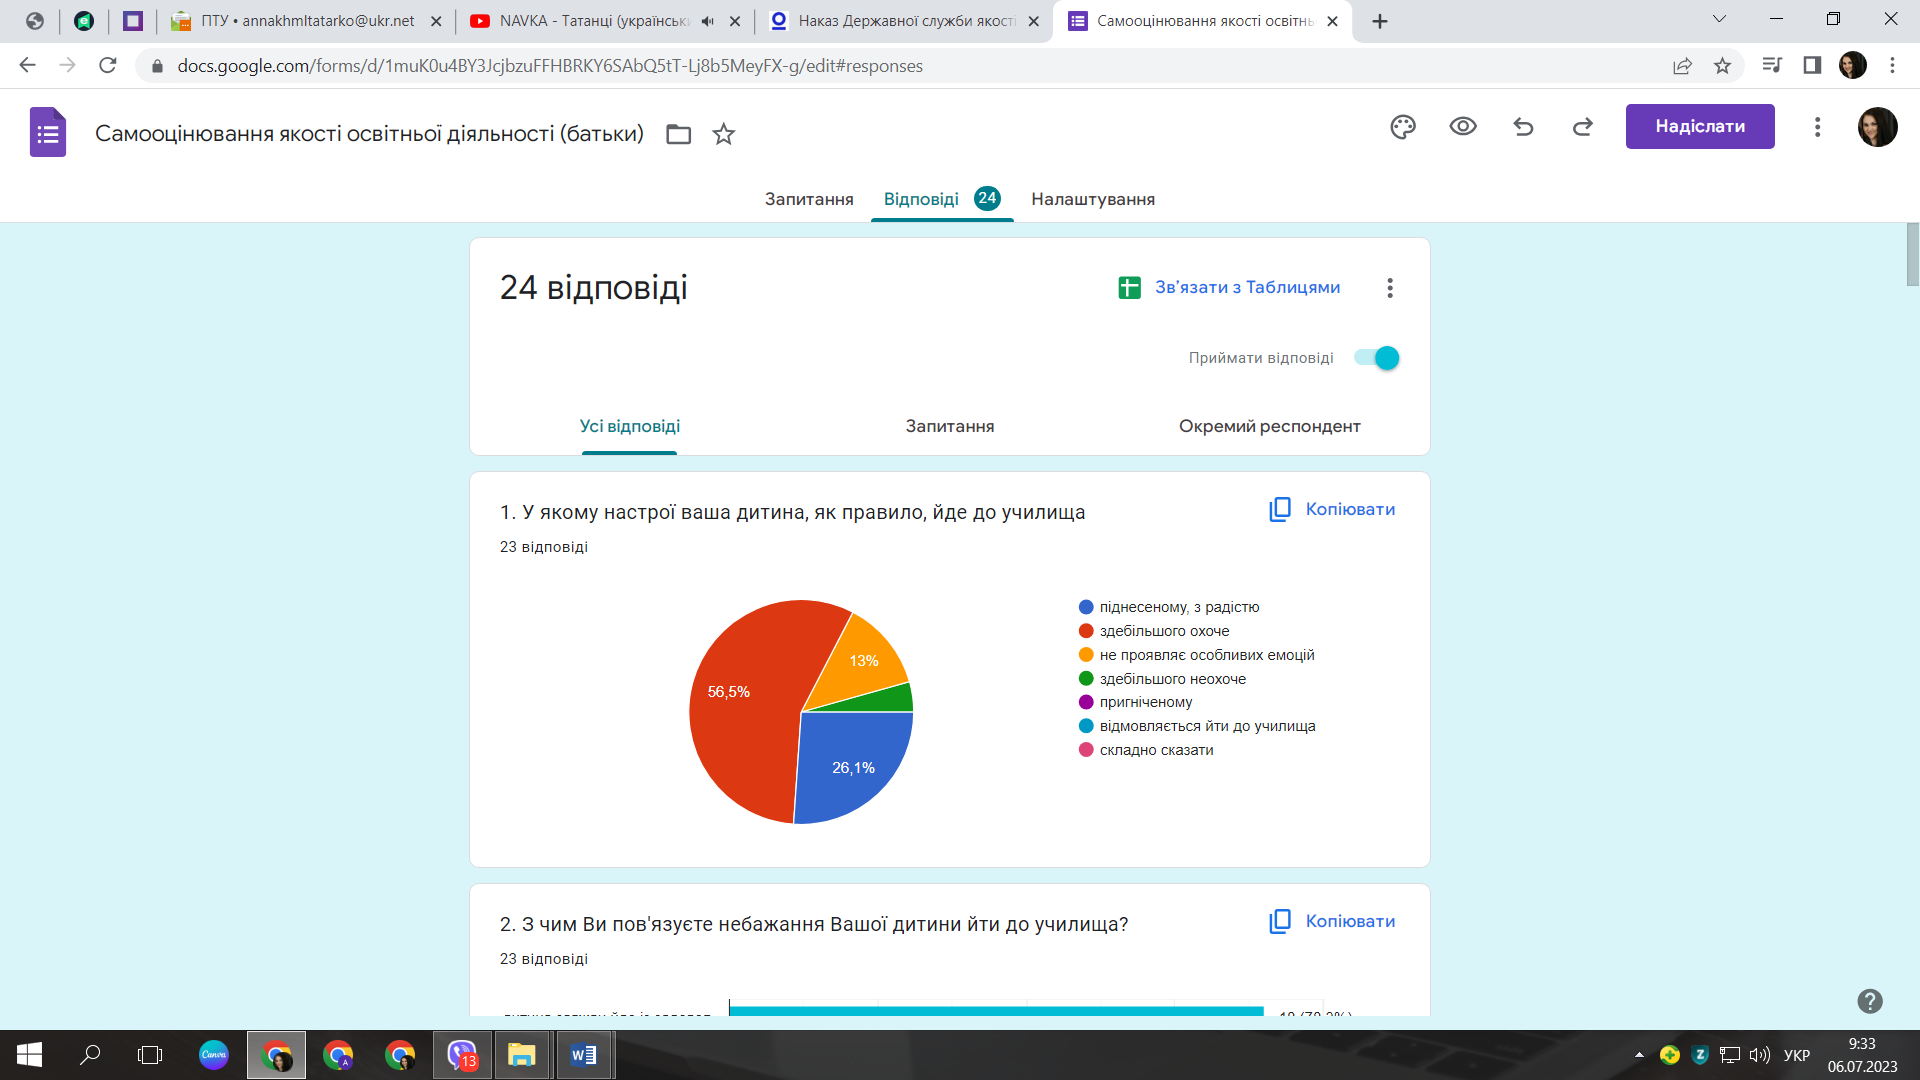 ПТУ • annakhmltatarko@ukr.net
NAVKA - Татанці (українськ
Наказ Державної служби якості
Самооцінювання якості освітнь
docs.google.com/forms/d/1muK0u4BY3JcjbzuFFHBRKY6SAbQ5tT-Lj8b5MeyFX-g/edit#responses
Самооцінювання якості освітньої діяльності (батьки)
Надіслати
Запитання
Відповіді 24
Налаштування
24 відповіді
Зв’язати з Таблицями
Приймати відповіді
Усі відповіді
Запитання
Окремий респондент
1. У якому настрої ваша дитина, як правило, йде до училища
Копіювати
23 відповіді
56,5%
13%
26,1%
піднесеному, з радістю
здебільшого охоче
не проявляє особливих емоцій
здебільшого неохоче
пригніченому
відмовляється йти до училища
складно сказати
2. З чим Ви пов'язуєте небажання Вашої дитини йти до училища?
Копіювати
23 відповіді
Canva
A
13
W
Z
УКР
9:33
06.07.2023